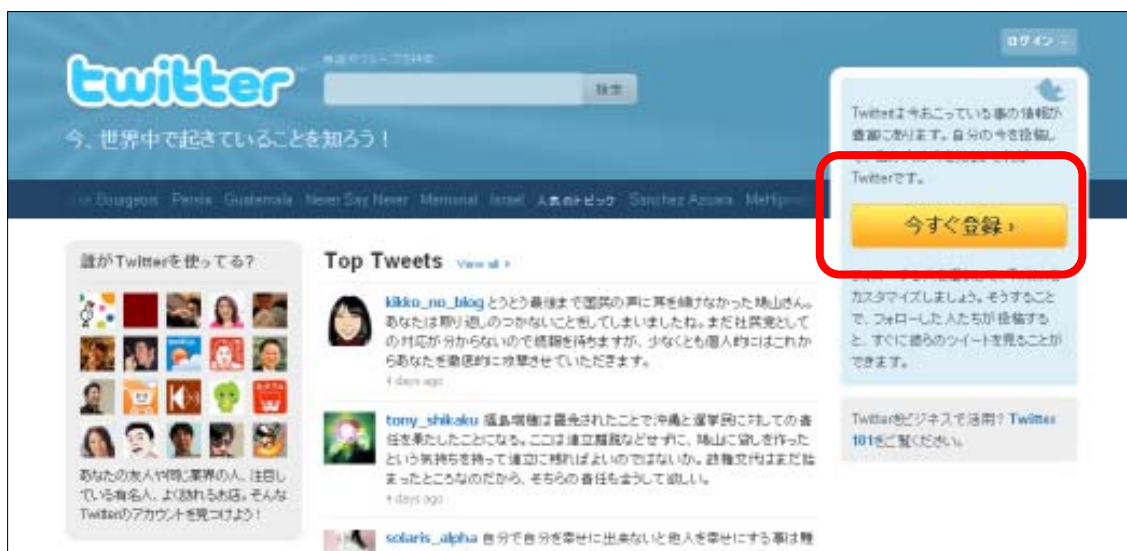 ログイン
twitter
検索
今、世界中で起きていることを知ろう!
Bourgeon Persia Guatemala Never Say Never Memorial Israel 人気のトピック Sanchez Azuara
Twitterは今おこっている事の情報が
豊富にあります。自分の今を投稿し
Twitterです。
今すぐ登録 ›
カスタマイズしましょう。そうすること
で、フォローした人たちが投稿する
と、すぐに彼らのツイートを見ることが
できます。
Twitterをビジネスで活用? Twitter
101をご覧ください。
誰がTwitterを使ってる?
あなたの友人や同じ業界の人、注目し
ている有名人、よく訪れるお店。そんな
Twitterのアカウントを見つけよう!
Top Tweets View all ›
kikko_no_blog とうとう最後まで国民の声に耳を傾けなかった鳩山さん。
あなたは取り返しのつかないことをしてしまいましたね。まだ社民党として
の対応が分からないので続報を待ちますが、少なくとも個人的にはこれか
らあなたを徹底的に攻撃させていただきます。
4 days ago
tony_shikaku 福島瑞穂は罷免されたことで沖縄と選挙民に対しての責
任を果たしたことになる。ここは連立離脱などせずに、鳩山に貸しを作った
という気持ちを持って連立に残ればよいのではないか。政権交代はまだ始
まったところなのだから、そちらの責任も全うして欲しい。
4 days ago
solaris_alpha 自分で自分を幸せに出来ないと他人を幸せにする事は難